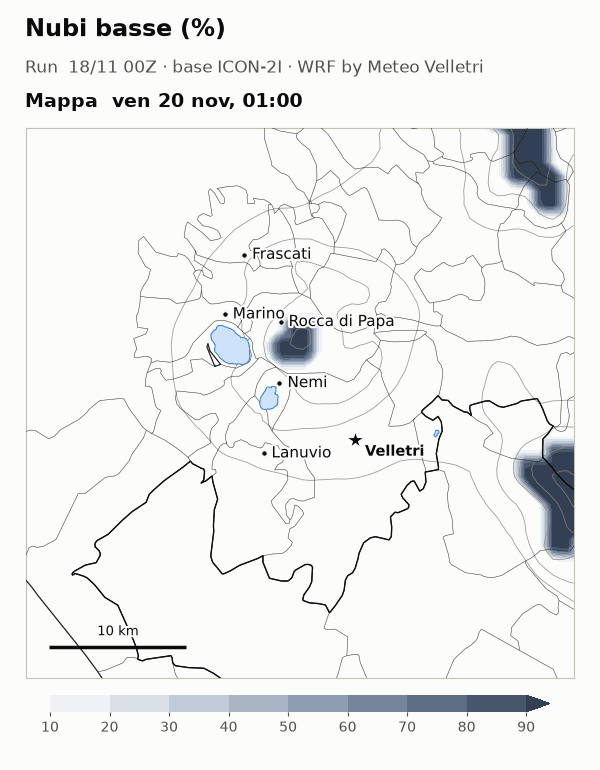 Nubi basse (%)
Run  18/11 00Z · base ICON-2I · WRF by Meteo Velletri
Mappa  ven 20 nov, 01:00
Frascati
Marino
Rocca di Papa
Nemi
Velletri
Lanuvio
10 km
10 20 30 40 50 60 70 80 90